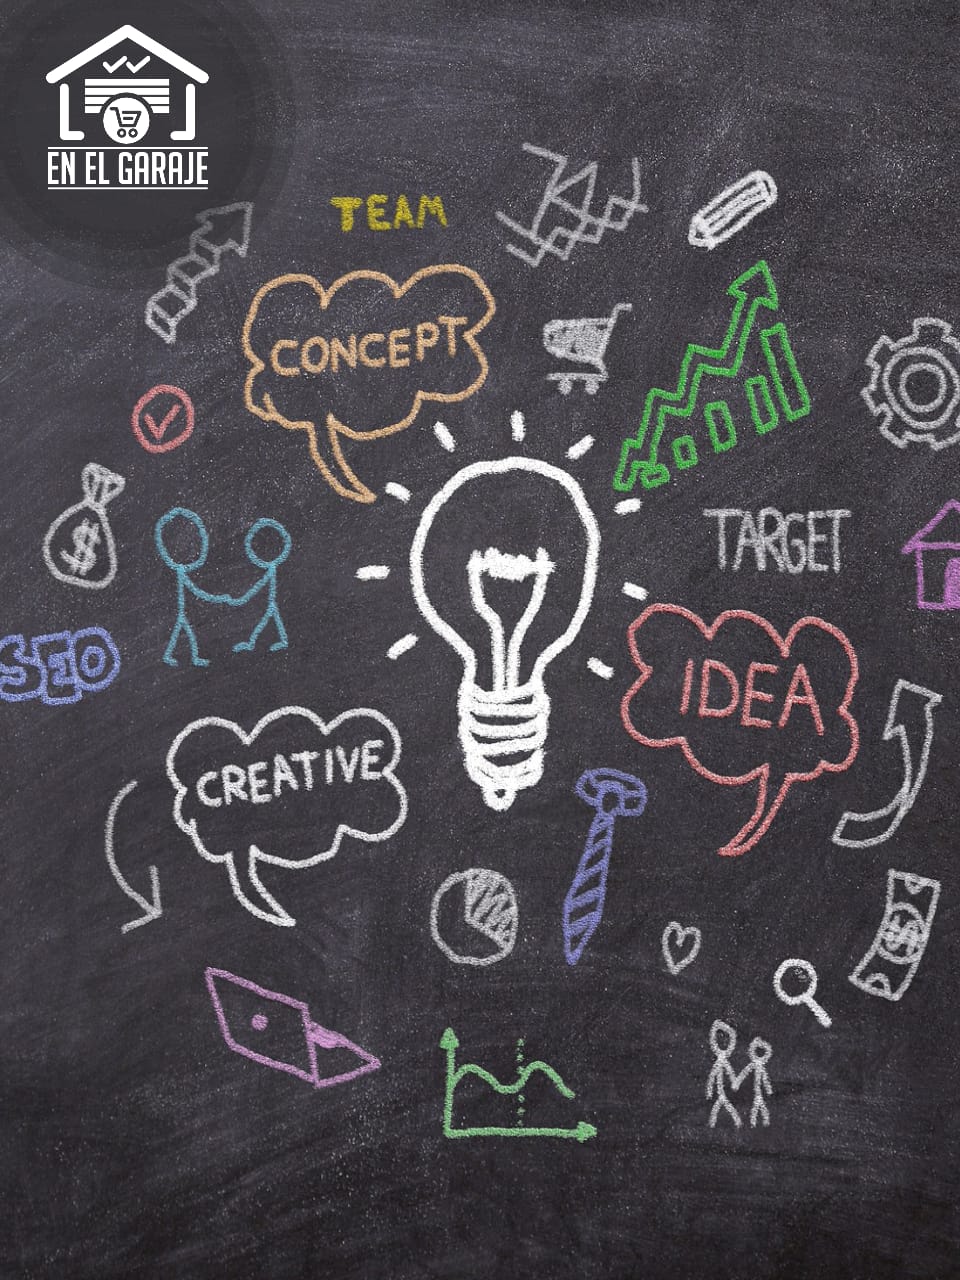 EN EL GARAJE
TEAM
CONCEPT
TARGET
$
SEO
IDEA
CREATIVE
$